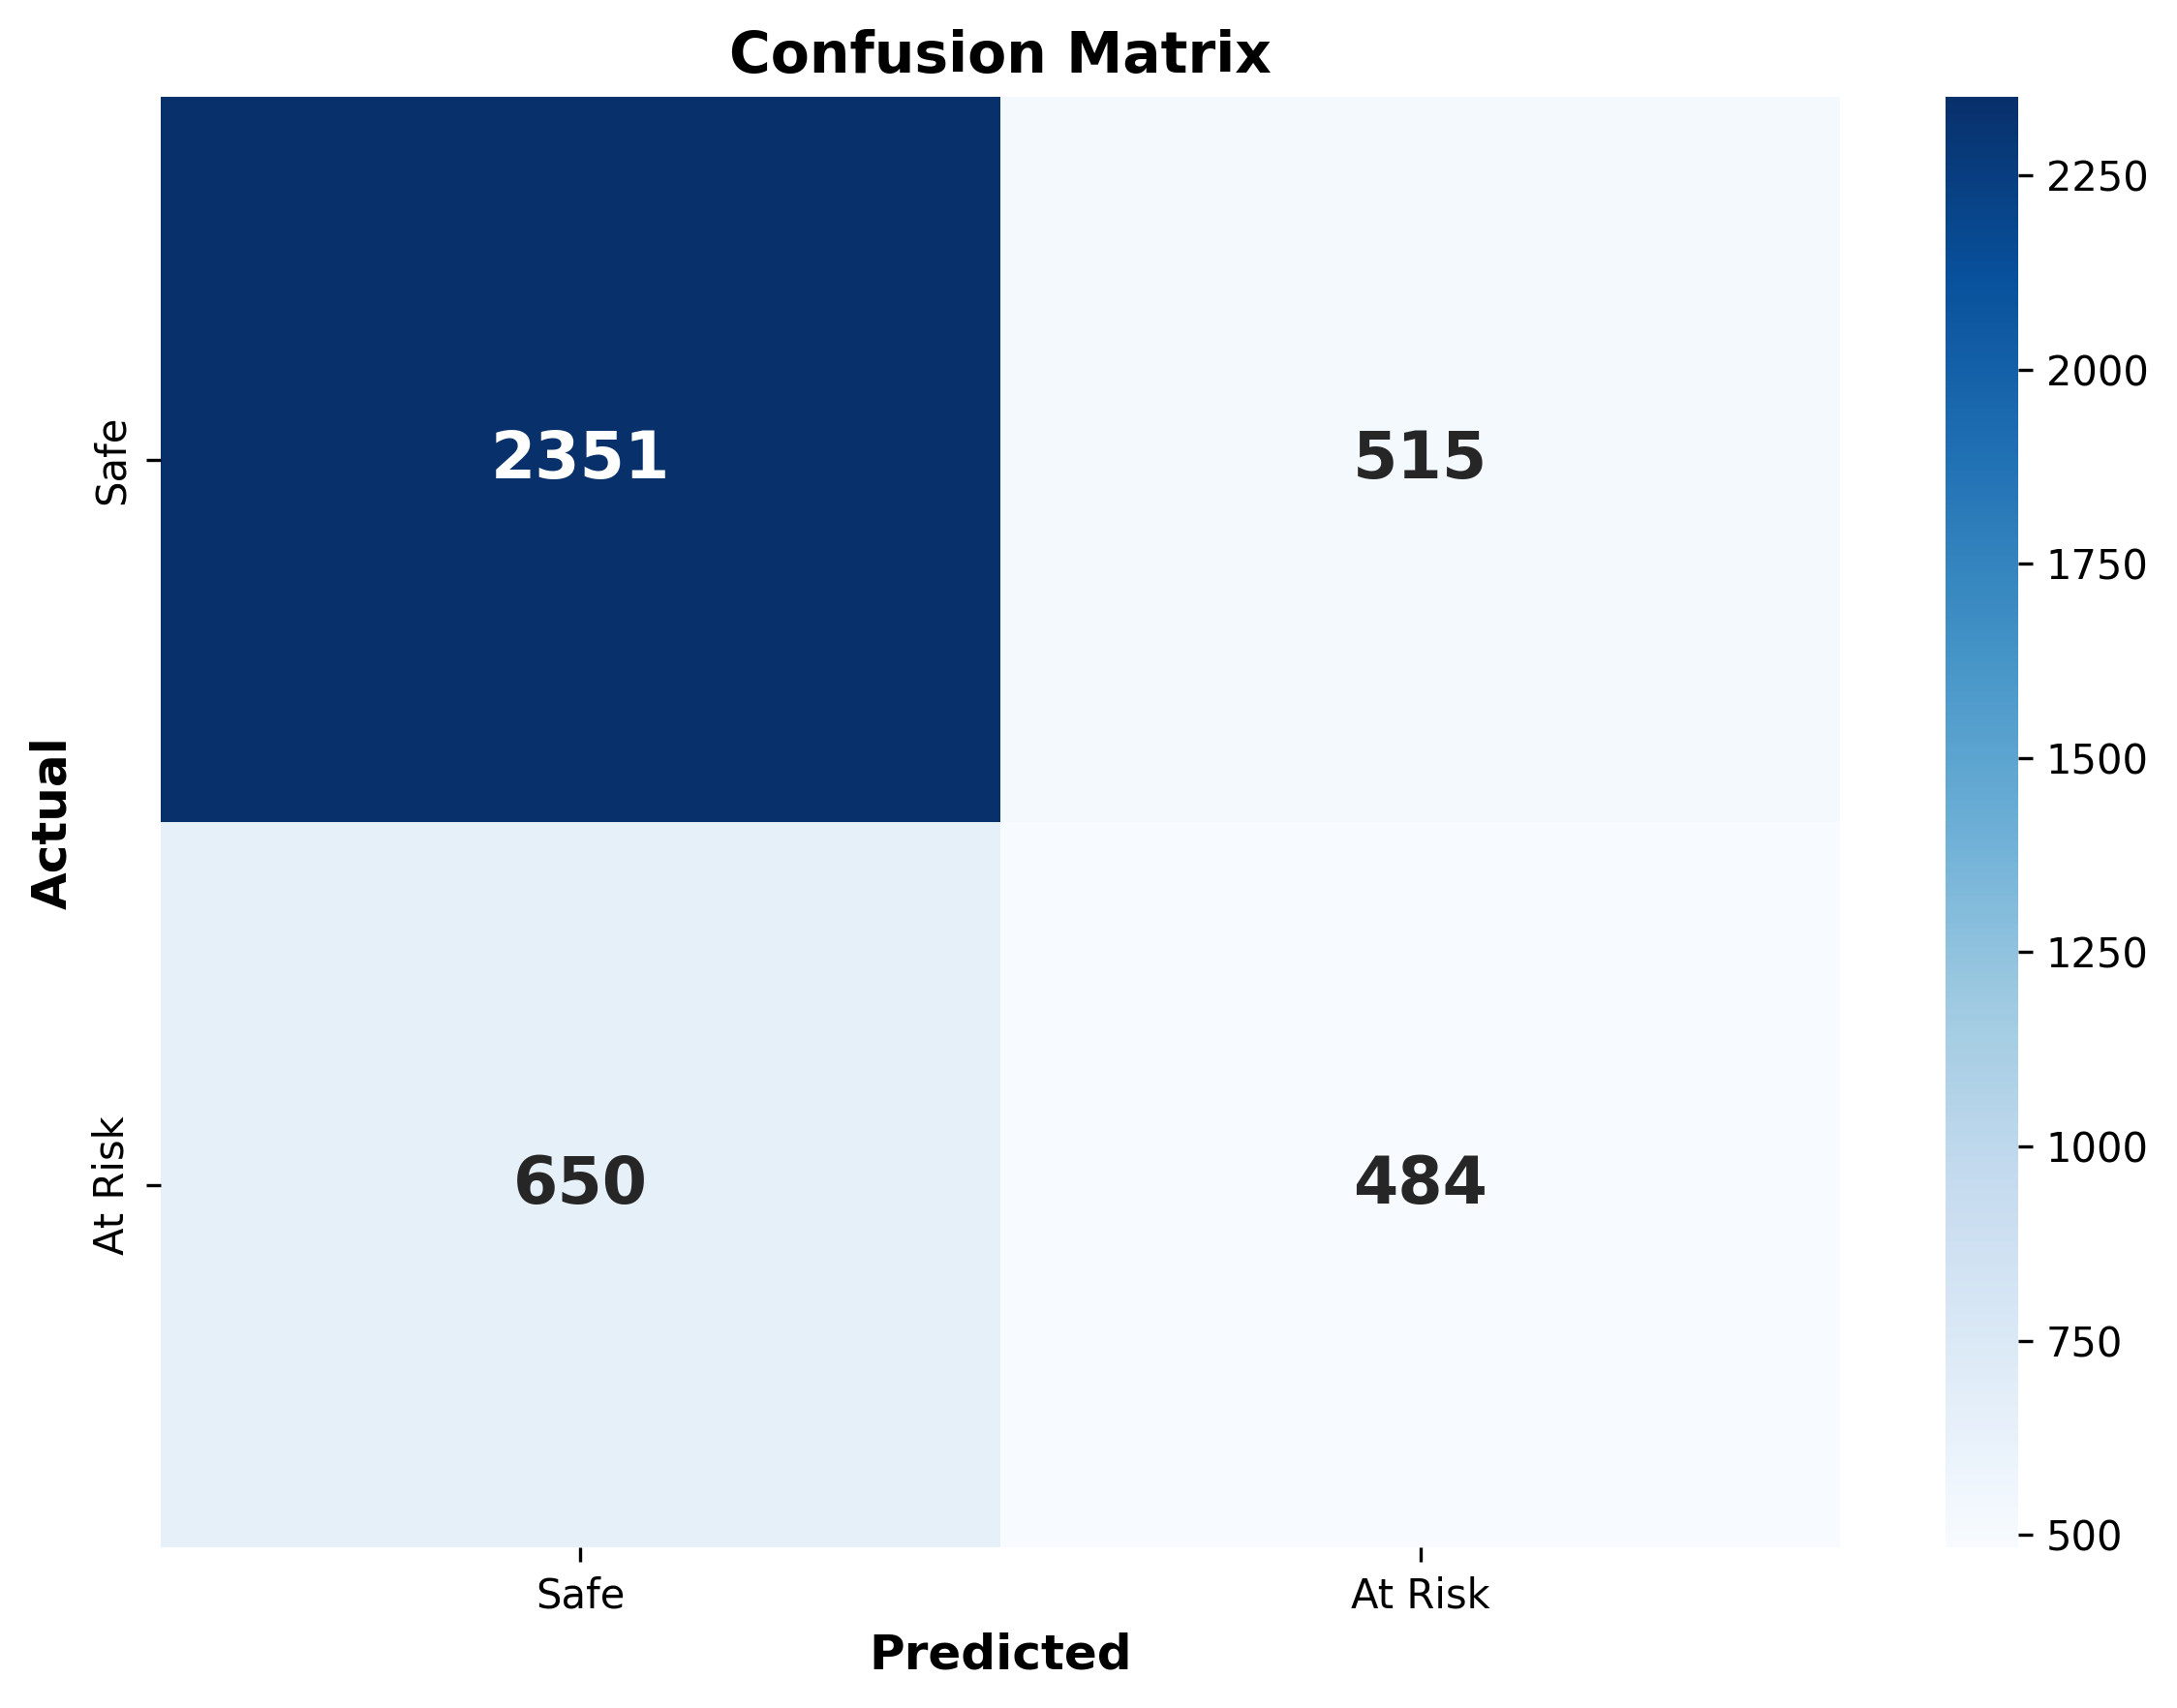 Confusion Matrix
Actual
Safe
2351
515
At Risk
650
484
Safe
At Risk
Predicted
2250
2000
1750
1500
1250
1000
750
500